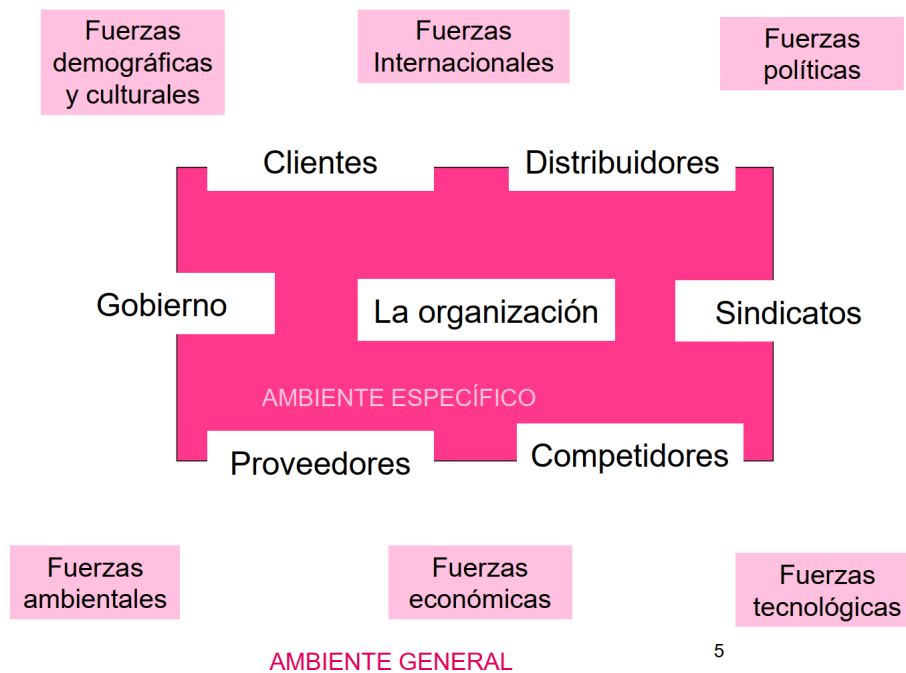 Fuerzas
demográficas
y culturales
Fuerzas
Internacionales
Fuerzas
políticas
Clientes
Distribuidores
Gobierno
La organización
Sindicatos
AMBIENTE ESPECÍFICO
Proveedores
Competidores
Fuerzas
ambientales
Fuerzas
económicas
Fuerzas
tecnológicas
AMBIENTE GENERAL
5